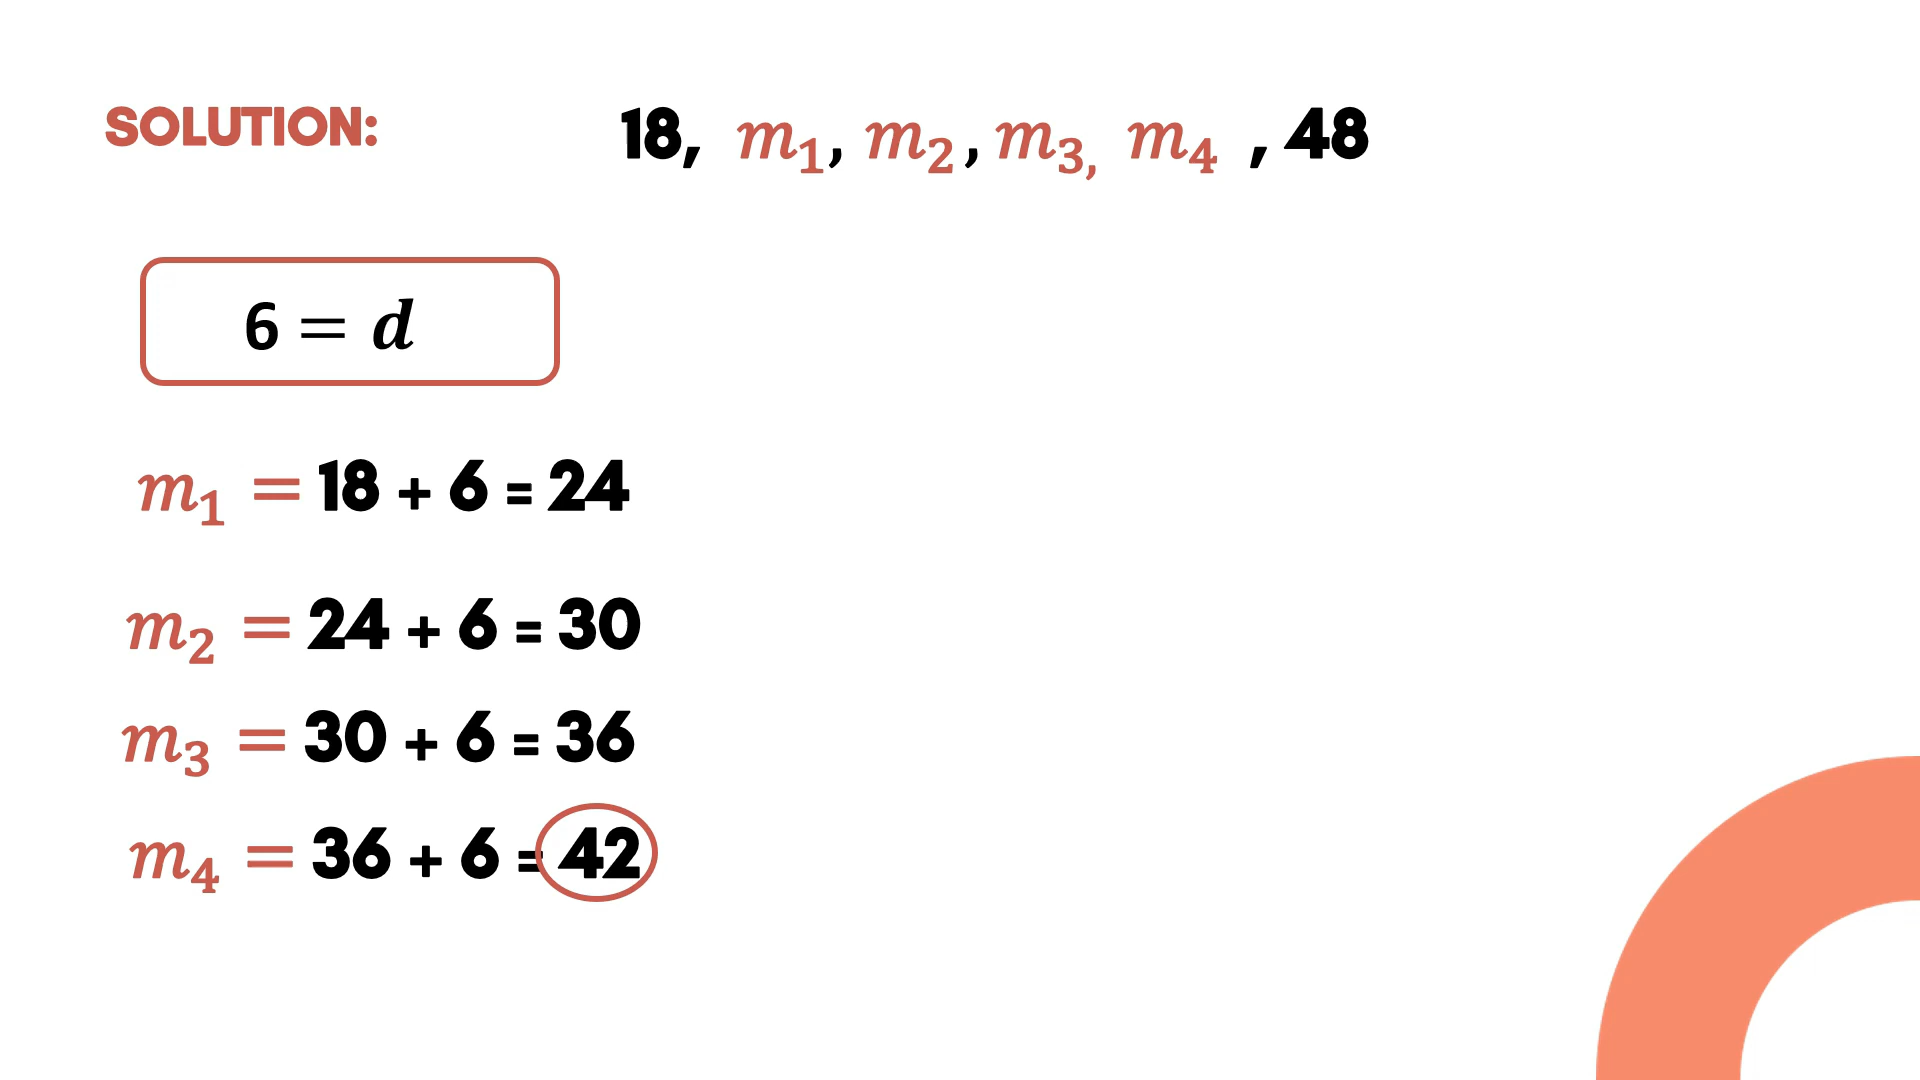 SOLUTION:
18, m₁, m₂, m₃, m₄ , 48
6 = d
m₁ = 18 + 6 = 24
m₂ = 24 + 6 = 30
m₃ = 30 + 6 = 36
m₄ = 36 + 6 = 42